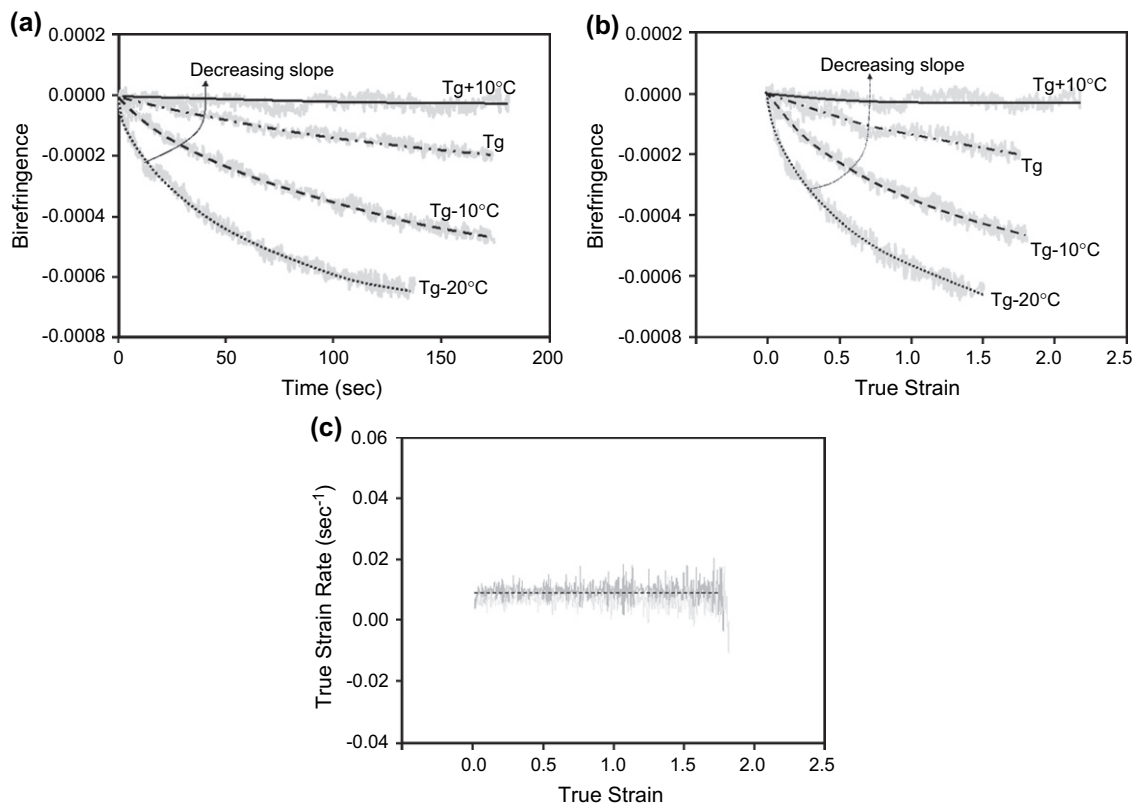 (a)
0.0002
0.0000
-0.0002
-0.0004
-0.0006
-0.0008
Birefringence
Decreasing slope
Tg+10°C
Tg
Tg-10°C
Tg-20°C
0 50 100 150 200
Time (sec)
(b)
0.0002
0.0000
-0.0002
-0.0004
-0.0006
-0.0008
Birefringence
Decreasing slope
Tg+10°C
Tg
Tg-10°C
Tg-20°C
0.0 0.5 1.0 1.5 2.0 2.5
True Strain
(c)
0.06
0.04
0.02
0.00
-0.02
-0.04
True Strain Rate (sec-1)
0.0 0.5 1.0 1.5 2.0 2.5
True Strain